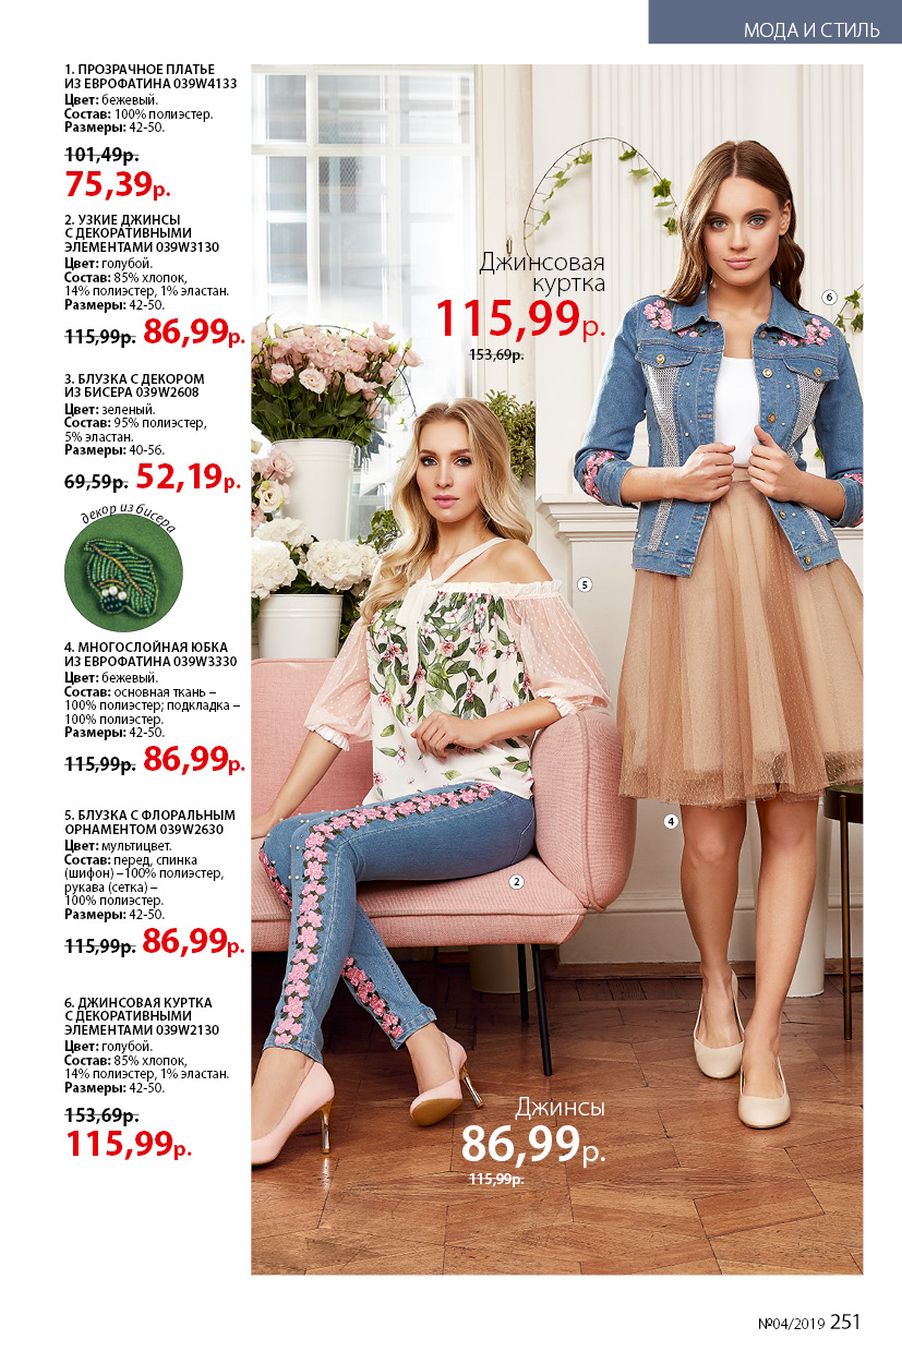 МОДА И СТИЛЬ
1. ПРОЗРАЧНОЕ ПЛАТЬЕ
ИЗ ЕВРОФАТИНА 039W4133
Цвет: бежевый.
Состав: 100% полиэстер.
Размеры: 42-50.
101,49р.
75,39р.
2. УЗКИЕ ДЖИНСЫ
С ДЕКОРАТИВНЫМИ
ЭЛЕМЕНТАМИ 039W3130
Цвет: голубой.
Состав: 85% хлопок,
14% полиэстер, 1% эластан.
Размеры: 42-50.
115,99р. 86,99р.
3. БЛУЗКА С ДЕКОРОМ
ИЗ БИСЕРА 039W2608
Цвет: зеленый.
Состав: 95% полиэстер,
5% эластан.
Размеры: 40-56.
69,59р. 52,19р.
декор из бисера
4. МНОГОСЛОЙНАЯ ЮБКА
ИЗ ЕВРОФАТИНА 039W3330
Цвет: бежевый.
Состав: основная ткань –
100% полиэстер; подкладка –
100% полиэстер.
Размеры: 42-50.
115,99р. 86,99р.
5. БЛУЗКА С ФЛОРАЛЬНЫМ
ОРНАМЕНТОМ 039W2630
Цвет: мультицвет.
Состав: перед, спинка
(шифон) –100% полиэстер,
рукава (сетка) –
100% полиэстер.
Размеры: 42-50.
115,99р. 86,99р.
6. ДЖИНСОВАЯ КУРТКА
С ДЕКОРАТИВНЫМИ
ЭЛЕМЕНТАМИ 039W2130
Цвет: голубой.
Состав: 85% хлопок,
14% полиэстер, 1% эластан.
Размеры: 42-50.
153,69р.
115,99р.
Джинсовая
куртка
115,99р.
153,69р.
6
5
4
2
Джинсы
86,99р.
115,99р.
№04/2019 251